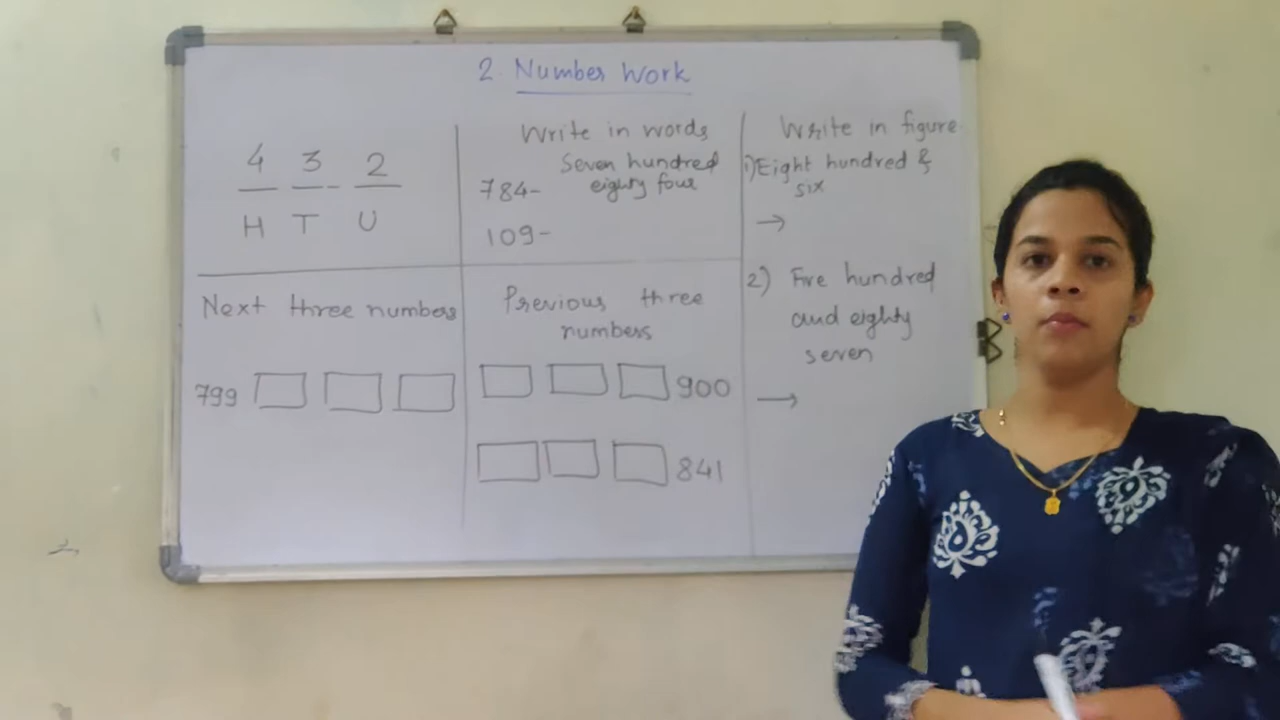 2. Number Work
4 3 2
H T U
Write in words
784- Seven hundred
eighty four
109-
Write in figure
1) Eight hundred &
six
→
2) Five hundred
and eighty
seven
→
Next three numbers
799
Previous three
numbers
900
841